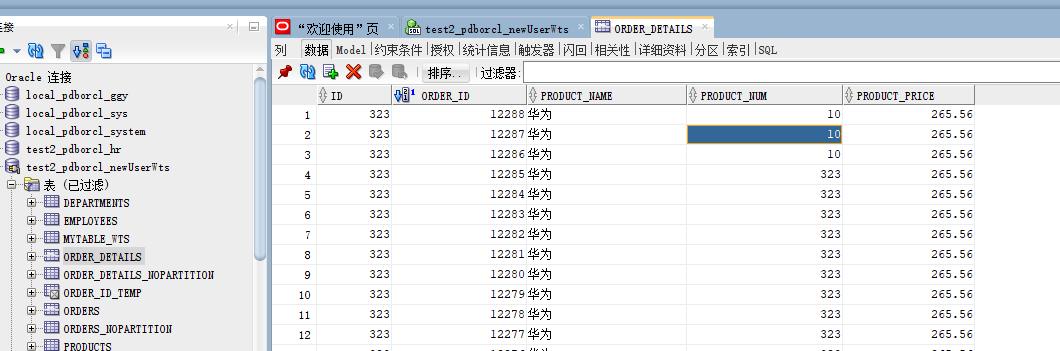 连接
“欢迎使用”页
test2_pdborcl_newUserWts
ORDER_DETAILS
列 数据 Model 约束条件 授权 统计信息 触发器 闪回 相关性 详细资料 分区 索引 SQL
排序.. 过滤器:
Oracle 连接
local_pdborcl_ggy
local_pdborcl_sys
local_pdborcl_system
test2_pdborcl_hr
test2_pdborcl_newUserWts
表 (已过滤)
DEPARTMENTS
EMPLOYEES
MYTABLE_WTS
ORDER_DETAILS
ORDER_DETAILS_NOPARTITION
ORDER_ID_TEMP
ORDERS
ORDERS_NOPARTITION
PRODUCTS
ID 1 ORDER_ID PRODUCT_NAME PRODUCT_NUM PRODUCT_PRICE
1 323 12288 华为 10 265.56
2 323 12287 华为 10 265.56
3 323 12286 华为 10 265.56
4 323 12285 华为 323 265.56
5 323 12284 华为 323 265.56
6 323 12283 华为 323 265.56
7 323 12282 华为 323 265.56
8 323 12281 华为 323 265.56
9 323 12280 华为 323 265.56
10 323 12279 华为 323 265.56
11 323 12278 华为 323 265.56
12 323 12277 华为 323 265.56